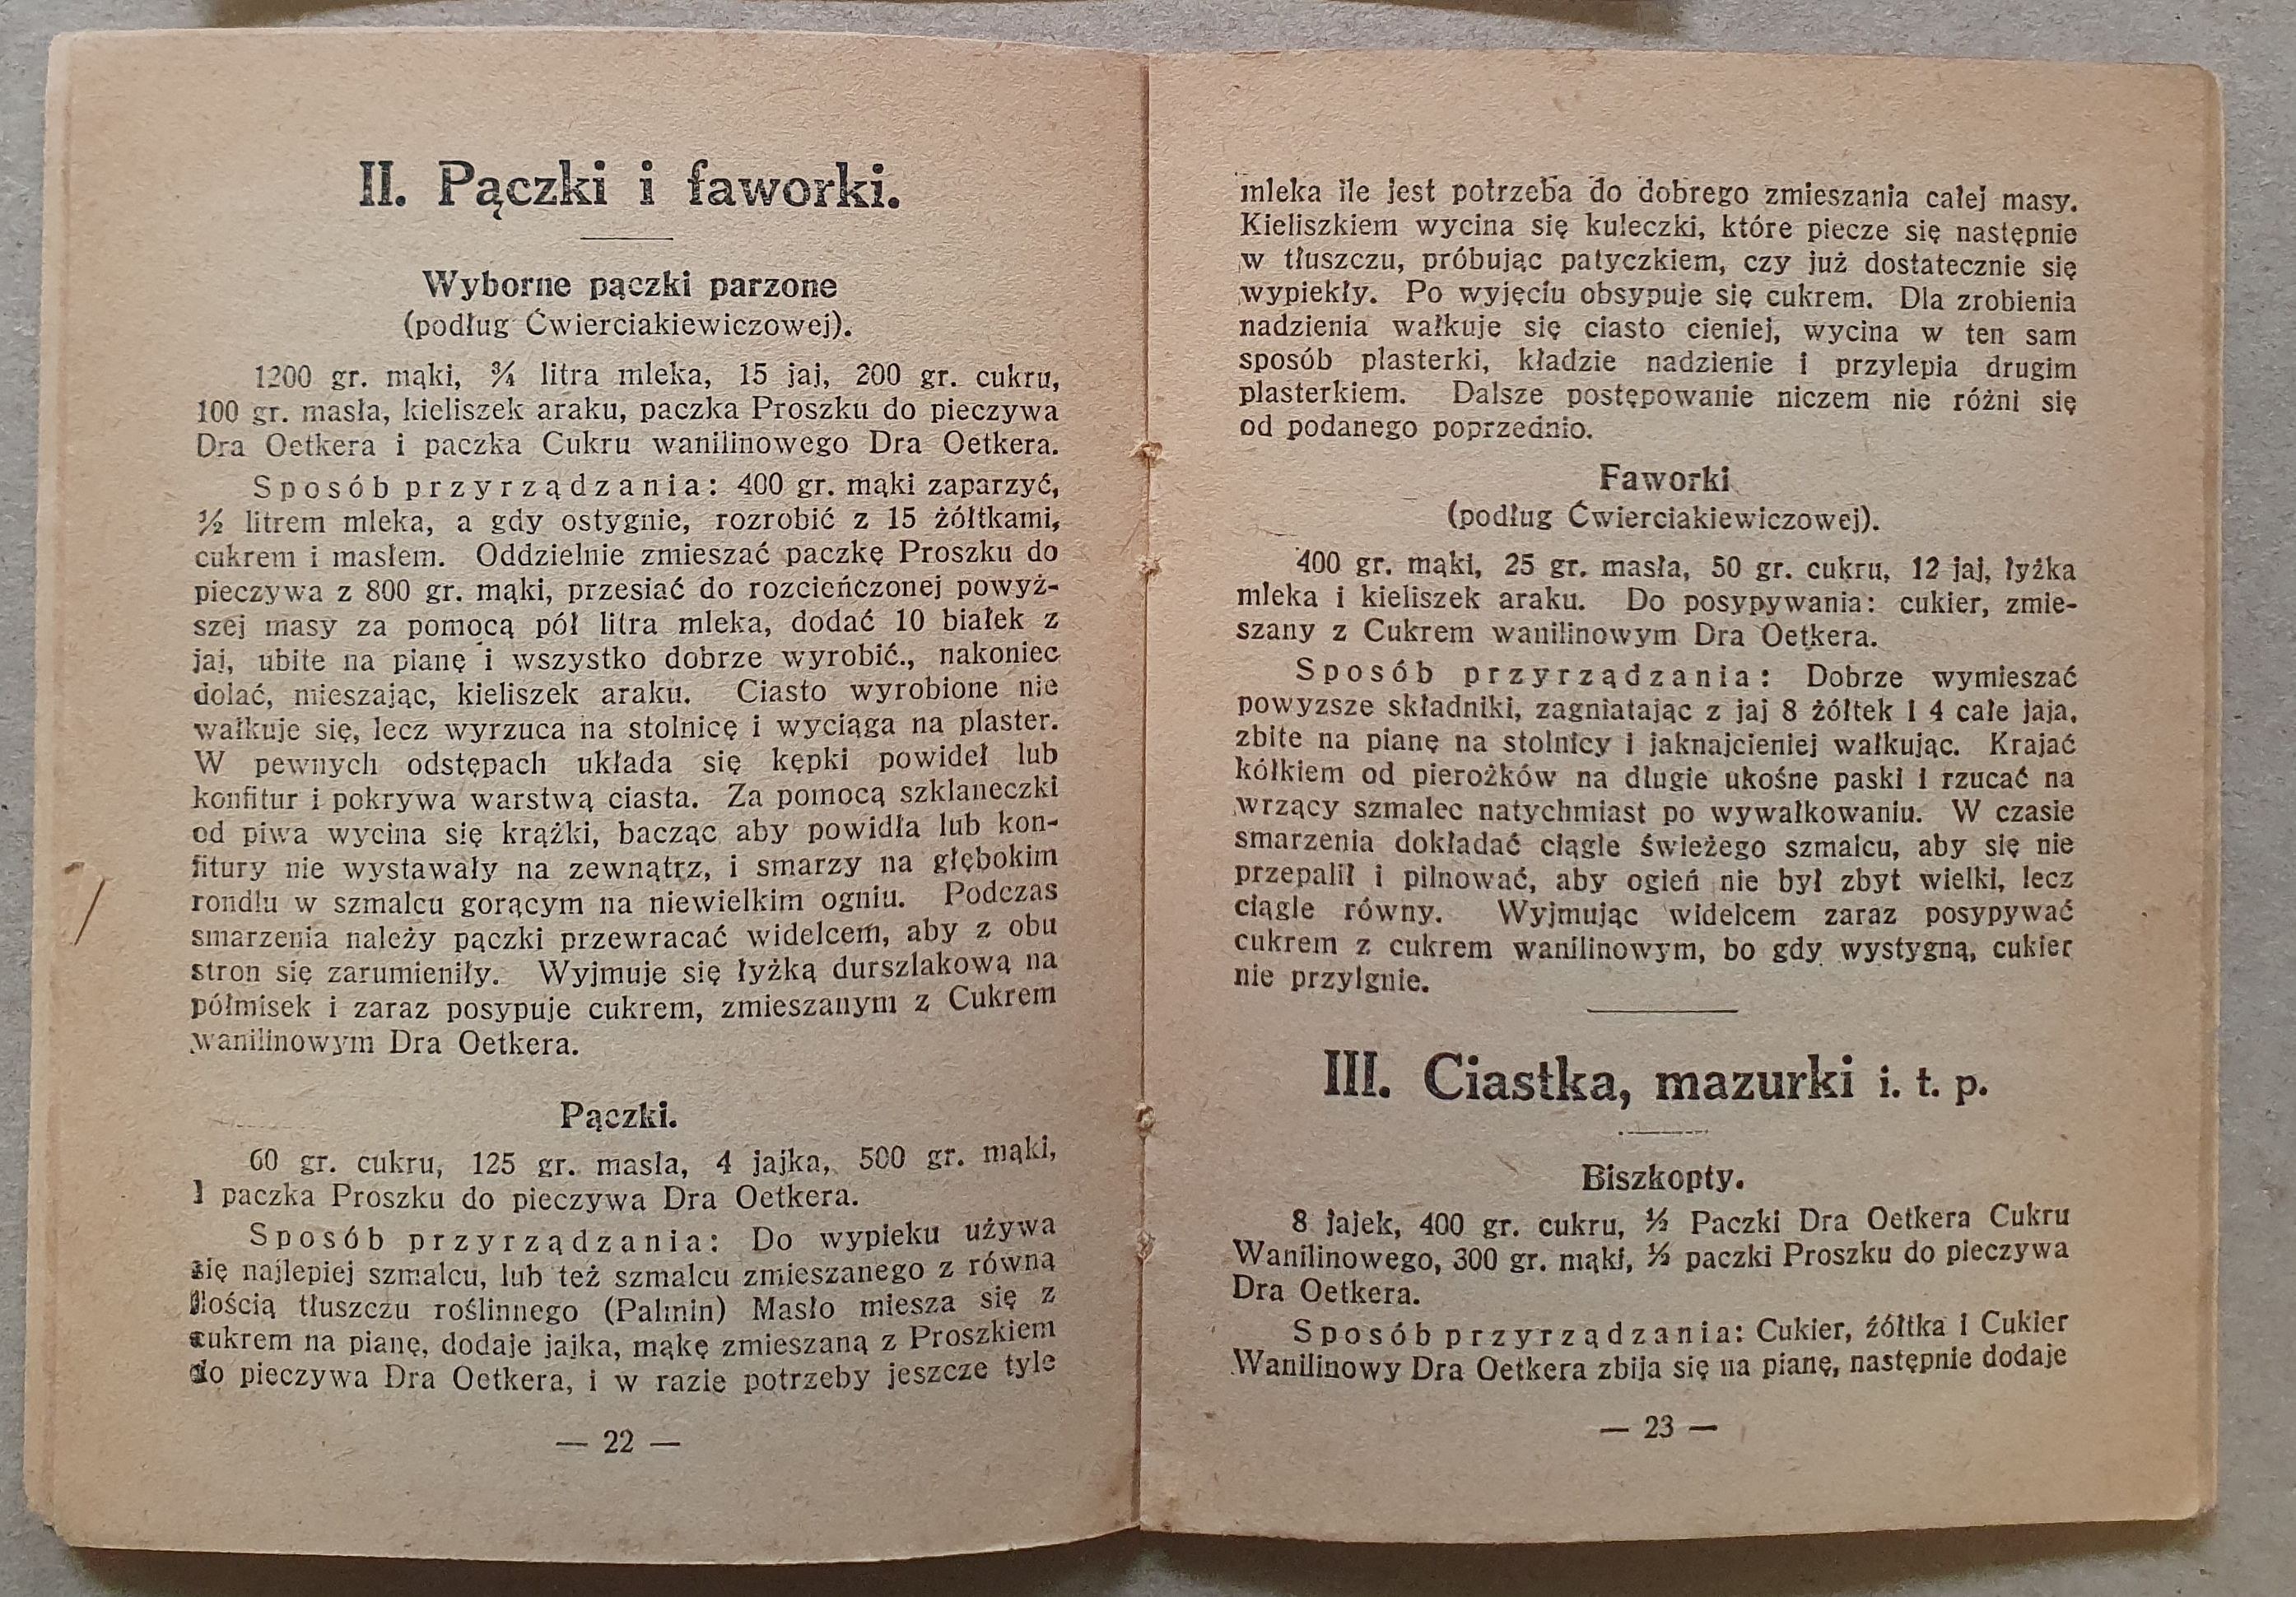 II. Pączki i faworki.
Wyborne pączki parzone
(podług Ćwierciakiewiczowej).
1200 gr. mąki, ¾ litra mleka, 15 jaj, 200 gr. cukru,
100 gr. masła, kieliszek araku, paczka Proszku do pieczywa
Dra Oetkera i paczka Cukru wanilinowego Dra Oetkera.
Sposób przyrządzania: 400 gr. mąki zaparzyć,
½ litrem mleka, a gdy ostygnie, rozrobić z 15 żółtkami,
cukrem i masłem. Oddzielnie zmieszać paczkę Proszku do
pieczywa z 800 gr. mąki, przesiać do rozcieńczonej powyż-
szej masy za pomocą pół litra mleka, dodać 10 białek z
jaj, ubite na pianę i wszystko dobrze wyrobić., nakoniec
dolać, mieszając, kieliszek araku. Ciasto wyrobione nie
wałkuje się, lecz wyrzuca na stolnicę i wyciąga na plaster.
W pewnych odstępach układa się kępki powideł lub
konfitur i pokrywa warstwą ciasta. Za pomocą szklaneczki
od piwa wycina się krążki, bacząc aby powidła lub kon-
fitury nie wystawały na zewnątrz, i smarzy na głębokim
rondlu w szmalcu gorącym na niewielkim ogniu. Podczas
smarzenia należy pączki przewracać widelcem, aby z obu
stron się zarumieniły. Wyjmuje się łyżką durszlakową na
półmisek i zaraz posypuje cukrem, zmieszanym z Cukrem
wanilinowym Dra Oetkera.
Pączki.
60 gr. cukru, 125 gr. masła, 4 jajka, 500 gr. mąki,
1 paczka Proszku do pieczywa Dra Oetkera.
Sposób przyrządzania: Do wypieku używa
się najlepiej szmalcu, lub też szmalcu zmieszanego z równą
ilością tłuszczu roślinnego (Palmin) Masło miesza się z
cukrem na pianę, dodaje jajka, mąkę zmieszaną z Proszkiem
do pieczywa Dra Oetkera, i w razie potrzeby jeszcze tyle
— 22 —
mleka ile jest potrzeba do dobrego zmieszania całej masy.
Kieliszkiem wycina się kuleczki, które piecze się następnie
w tłuszczu, próbując patyczkiem, czy już dostatecznie się
wypiekły. Po wyjęciu obsypuje się cukrem. Dla zrobienia
nadzienia wałkuje się ciasto cieniej, wycina w ten sam
sposób plasterki, kładzie nadzienie i przylepia drugim
plasterkiem. Dalsze postępowanie niczem nie różni się
od podanego poprzednio.
Faworki
(podług Ćwierciakiewiczowej).
400 gr. mąki, 25 gr. masła, 50 gr. cukru, 12 jaj, łyżka
mleka i kieliszek araku. Do posypywania: cukier, zmie-
szany z Cukrem wanilinowym Dra Oetkera.
Sposób przyrządzania: Dobrze wymieszać
powyzsze składniki, zagniatając z jaj 8 żółtek i 4 całe jaja,
zbite na pianę na stolnicy i jaknajcieniej wałkując. Krajać
kółkiem od pierożków na długie ukośne paski i rzucać na
wrzący szmalec natychmiast po wywałkowaniu. W czasie
smarzenia dokładać ciągle świeżego szmalcu, aby się nie
przepalił i pilnować, aby ogień nie był zbyt wielki, lecz
ciągle równy. Wyjmując widelcem zaraz posypywać
cukrem z cukrem wanilinowym, bo gdy wystygną, cukier
nie przylgnie.
III. Ciastka, mazurki i. t. p.
Biszkopty.
8 jajek, 400 gr. cukru, ½ Paczki Dra Oetkera Cukru
Wanilinowego, 300 gr. mąki, ½ paczki Proszku do pieczywa
Dra Oetkera.
Sposób przyrządzania: Cukier, żółtka i Cukier
Wanilinowy Dra Oetkera zbija się na pianę, następnie dodaje
— 23 —